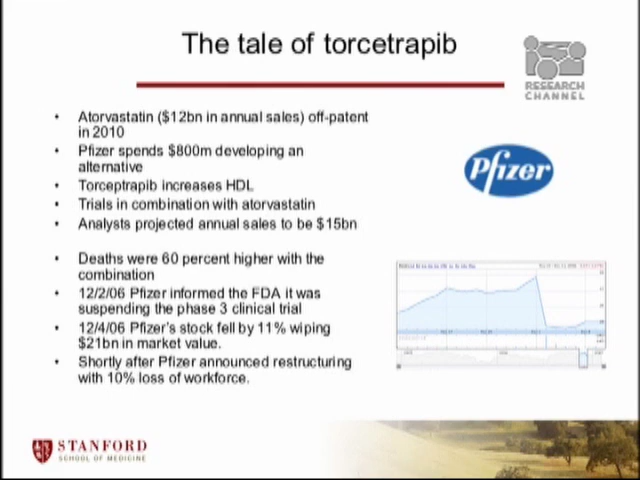 The tale of torcetrapib
RESEARCH
CHANNEL
• Atorvastatin ($12bn in annual sales) off-patent
in 2010
• Pfizer spends $800m developing an
alternative
• Torceptrapib increases HDL
• Trials in combination with atorvastatin
• Analysts projected annual sales to be $15bn
Pfizer
• Deaths were 60 percent higher with the
combination
• 12/2/06 Pfizer informed the FDA it was
suspending the phase 3 clinical trial
• 12/4/06 Pfizer's stock fell by 11% wiping
$21bn in market value.
• Shortly after Pfizer announced restructuring
with 10% loss of workforce.
STANFORD
SCHOOL OF MEDICINE